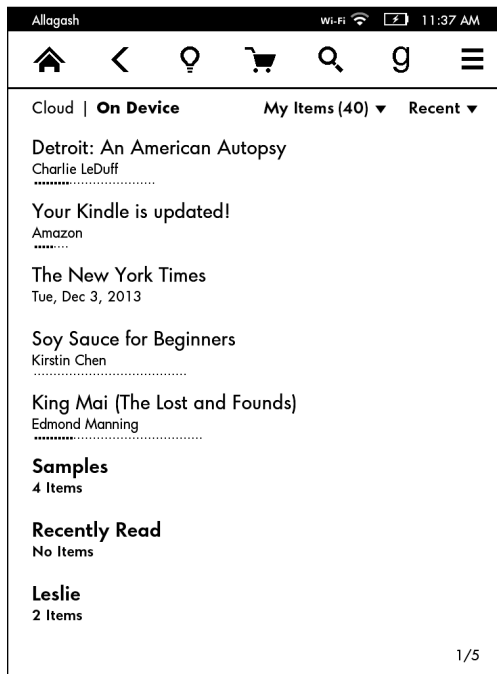 Allagash Wi-Fi 11:37 AM
g
Cloud | On Device My Items (40) ▼ Recent ▼
Detroit: An American Autopsy
Charlie LeDuff
Your Kindle is updated!
Amazon
The New York Times
Tue, Dec 3, 2013
Soy Sauce for Beginners
Kirstin Chen
King Mai (The Lost and Founds)
Edmond Manning
Samples
4 Items
Recently Read
No Items
Leslie
2 Items
1/5